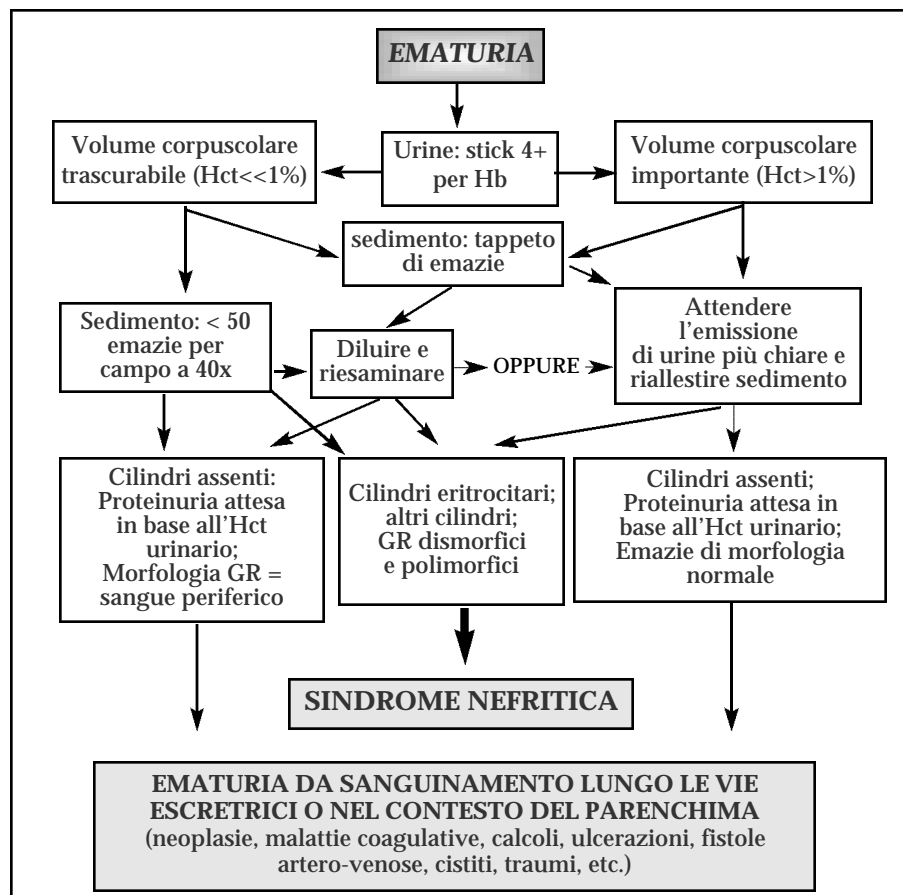 EMATURIA
Volume corpuscolare
trascurabile (Hct<<1%)
Urine: stick 4+
per Hb
Volume corpuscolare
importante (Hct>1%)
sedimento: tappeto
di emazie
Sedimento: < 50
emazie per
campo a 40x
Diluire e
riesaminare
OPPURE
Attendere
l’emissione
di urine più chiare e
riallestire sedimento
Cilindri assenti:
Proteinuria attesa
in base all’Hct
urinario;
Morfologia GR =
sangue periferico
Cilindri eritrocitari;
altri cilindri;
GR dismorfici
e polimorfici
Cilindri assenti;
Proteinuria attesa in
base all’Hct urinario;
Emazie di morfologia
normale
SINDROME NEFRITICA
EMATURIA DA SANGUINAMENTO LUNGO LE VIE
ESCRETRICI O NEL CONTESTO DEL PARENCHIMA
(neoplasie, malattie coagulative, calcoli, ulcerazioni, fistole
artero-venose, cistiti, traumi, etc.)